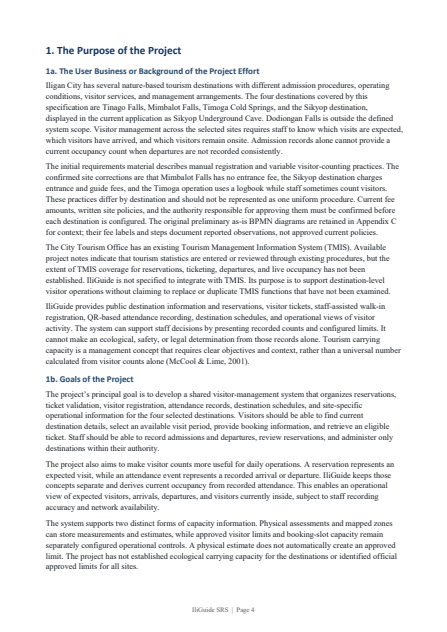 1. The Purpose of the Project
1a. The User Business or Background of the Project Effort
Iligan City has several nature-based tourism destinations with different admission procedures, operating
conditions, visitor services, and management arrangements. The four destinations covered by this
specification are Tinago Falls, Mimbalot Falls, Timoga Cold Springs, and the Sikyop destination,
displayed in the current application as Sikyop Underground Cave. Dodiongan Falls is outside the defined
system scope. Visitor management across the selected sites requires staff to know which visits are expected,
which visitors have arrived, and which visitors remain onsite. Admission records alone cannot provide a
current occupancy count when departures are not recorded consistently.
The initial requirements material describes manual registration and variable visitor-counting practices. The
confirmed site corrections are that Mimbalot Falls has no entrance fee, the Sikyop destination charges
entrance and guide fees, and the Timoga operation uses a logbook while staff sometimes count visitors.
These practices differ by destination and should not be represented as one uniform procedure. Current fee
amounts, written site policies, and the authority responsible for approving them must be confirmed before
each destination is configured. The original preliminary as-is BPMN diagrams are retained in Appendix C
for context; their fee labels and steps document reported observations, not approved current policies.
The City Tourism Office has an existing Tourism Management Information System (TMIS). Available
project notes indicate that tourism statistics are entered or reviewed through existing procedures, but the
extent of TMIS coverage for reservations, ticketing, departures, and live occupancy has not been
established. IliGuide is not specified to integrate with TMIS. Its purpose is to support destination-level
visitor operations without claiming to replace or duplicate TMIS functions that have not been examined.
IliGuide provides public destination information and reservations, visitor tickets, staff-assisted walk-in
registration, QR-based attendance recording, destination schedules, and operational views of visitor
activity. The system can support staff decisions by presenting recorded counts and configured limits. It
cannot make an ecological, safety, or legal determination from those records alone. Tourism carrying
capacity is a management concept that requires clear objectives and context, rather than a universal number
calculated from visitor counts alone (McCool & Lime, 2001).
1b. Goals of the Project
The project's principal goal is to develop a shared visitor-management system that organizes reservations,
ticket validation, visitor registration, attendance records, destination schedules, and site-specific
operational information for the four selected destinations. Visitors should be able to find current
destination details, select an available visit period, provide booking information, and retrieve an eligible
ticket. Staff should be able to record admissions and departures, review reservations, and administer only
destinations within their authority.
The project also aims to make visitor counts more useful for daily operations. A reservation represents an
expected visit, while an attendance event represents a recorded arrival or departure. IliGuide keeps those
concepts separate and derives current occupancy from recorded attendance. This enables an operational
view of expected visitors, arrivals, departures, and visitors currently inside, subject to staff recording
accuracy and network availability.
The system supports two distinct forms of capacity information. Physical assessments and mapped zones
can store measurements and estimates, while approved visitor limits and booking-slot capacity remain
separately configured operational controls. A physical estimate does not automatically create an approved
limit. The project has not established ecological carrying capacity for the destinations or identified official
approved limits for all sites.
IliGuide SRS | Page 4